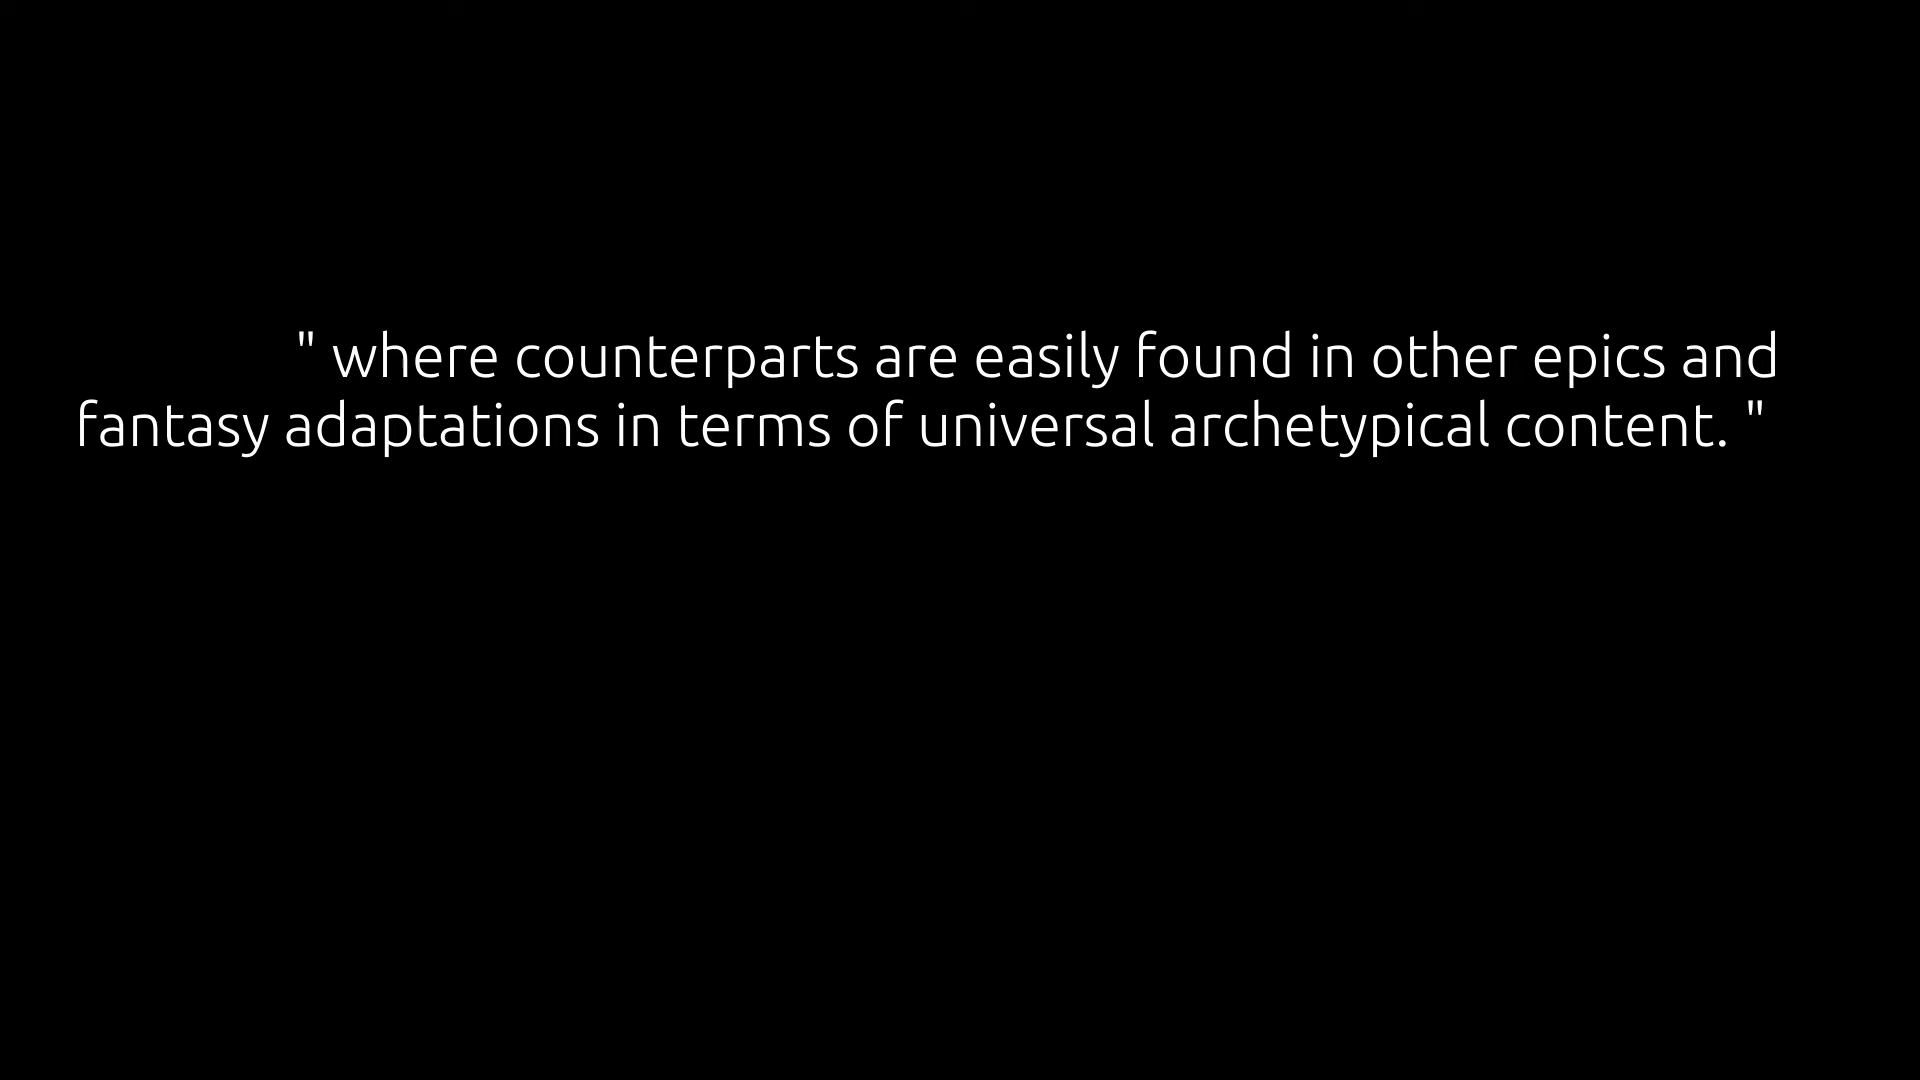 " where counterparts are easily found in other epics and
fantasy adaptations in terms of universal archetypical content. "